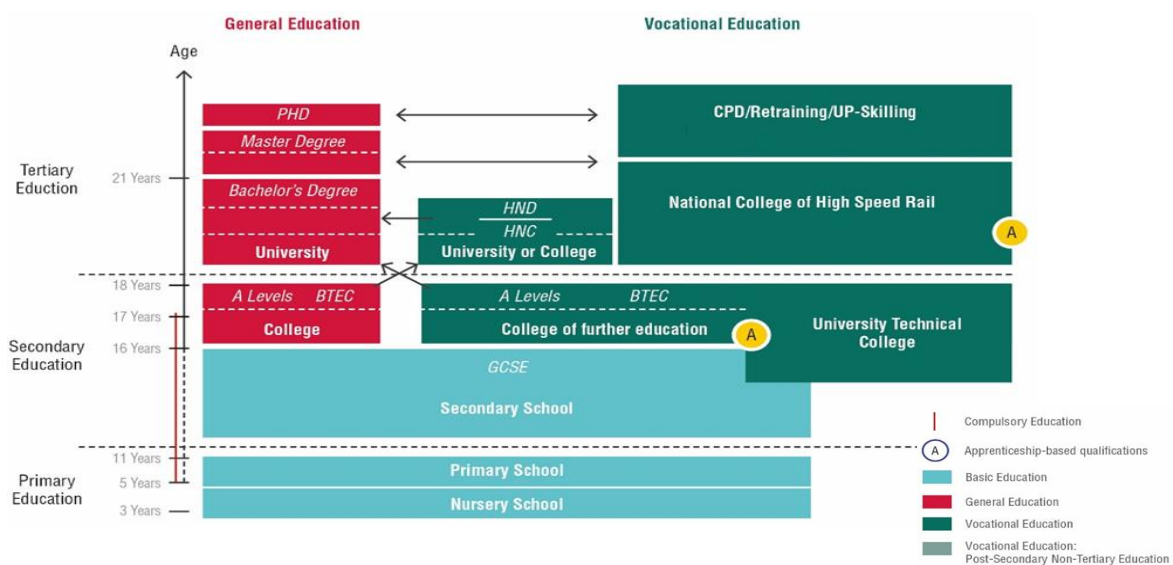 General Education
Vocational Education
Age
PHD
CPD/Retraining/UP-Skilling
Master Degree
Tertiary
Eduction
21 Years
Bachelor's Degree
HND
National College of High Speed Rail
HNC
A
University
University or College
18 Years
A Levels BTEC
A Levels BTEC
17 Years
College
College of further education
A
University Technical
College
Secondary
Education
16 Years
GCSE
Secondary School
Compulsory Education
11 Years
A Apprenticeship-based qualifications
Primary School
Primary
Education
5 Years
Basic Education
Nursery School
General Education
3 Years
Vocational Education
Vocational Education:
Post-Secondary Non-Tertiary Education